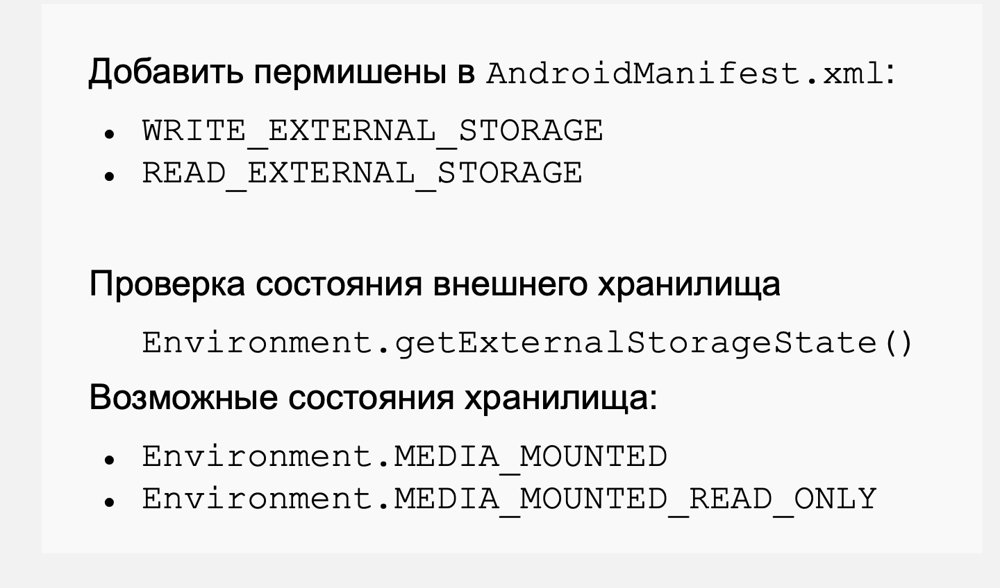 Добавить пермишены в AndroidManifest.xml:
• WRITE_EXTERNAL_STORAGE
• READ_EXTERNAL_STORAGE
Проверка состояния внешнего хранилища
Environment.getExternalStorageState()
Возможные состояния хранилища:
• Environment.MEDIA_MOUNTED
• Environment.MEDIA_MOUNTED_READ_ONLY